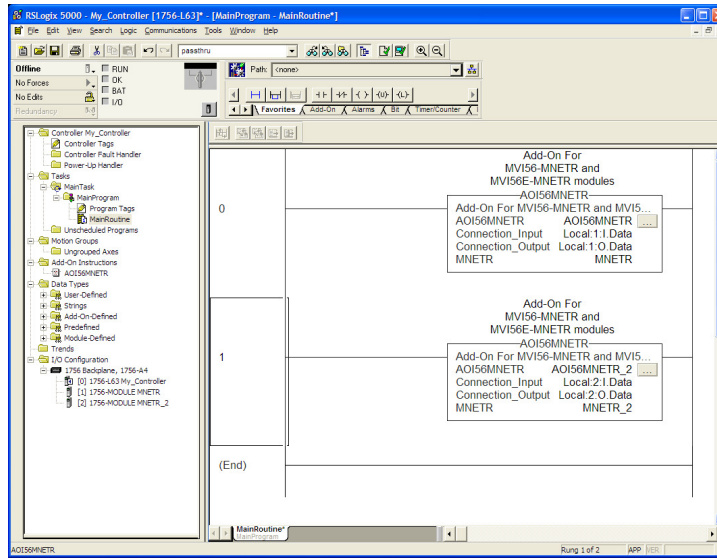 RSLogix 5000 - My_Controller [1756-L63]* - [MainProgram - MainRoutine*]
File Edit View Search Logic Communications Tools Window Help
passthru
Offline
RUN
No Forces
OK
No Edits
BAT
Redundancy
I/O
Path: <none>
Favorites Add-On Alarms Bit Timer/Counter
Controller My_Controller
Controller Tags
Controller Fault Handler
Power-Up Handler
Tasks
MainTask
MainProgram
Program Tags
MainRoutine
Unscheduled Programs
Motion Groups
Ungrouped Axes
Add-On Instructions
AOI56MNETR
Data Types
User-Defined
Strings
Add-On-Defined
Predefined
Module-Defined
Trends
I/O Configuration
1756 Backplane, 1756-A4
[0] 1756-L63 My_Controller
[1] 1756-MODULE MNETR
[2] 1756-MODULE MNETR_2
Add-On For
MVI56-MNETR and
MVI56E-MNETR modules
AOI56MNETR
0
Add-On For MVI56-MNETR and MVI5...
AOI56MNETR AOI56MNETR ...
Connection_Input Local:1:I.Data
Connection_Output Local:1:O.Data
MNETR MNETR
Add-On For
MVI56-MNETR and
MVI56E-MNETR modules
AOI56MNETR
1
Add-On For MVI56-MNETR and MVI5...
AOI56MNETR AOI56MNETR_2 ...
Connection_Input Local:2:I.Data
Connection_Output Local:2:O.Data
MNETR MNETR_2
(End)
MainRoutine*
MainProgram
AOI56MNETR
Rung 1 of 2 APP VER